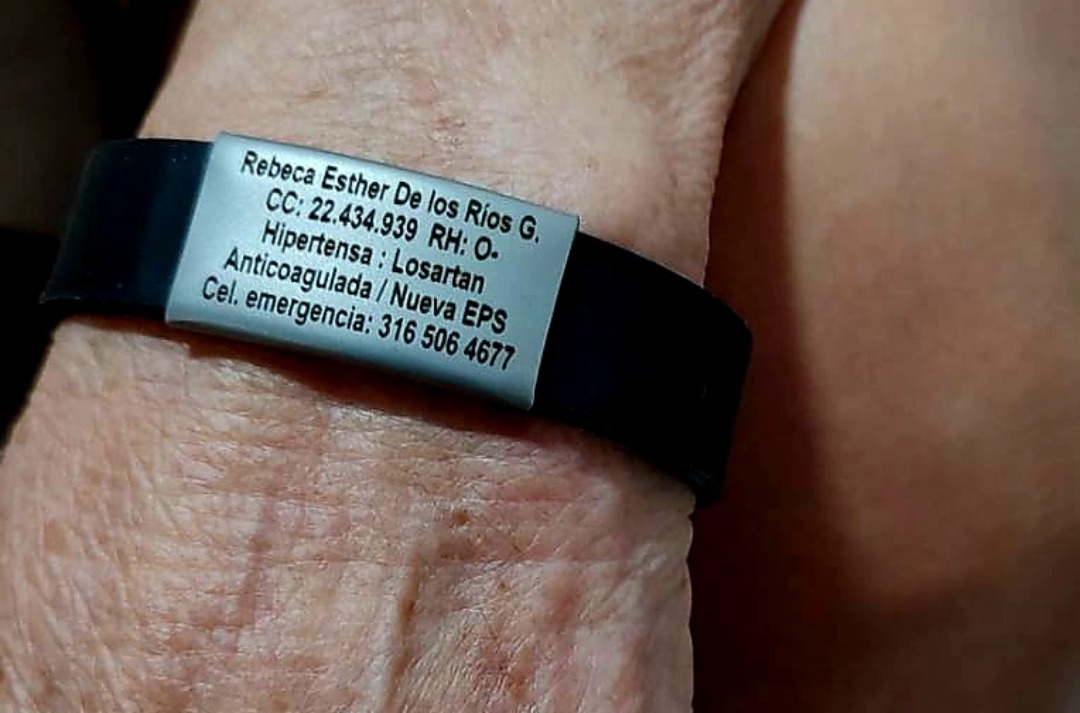 Rebeca Esther De los Ríos G.
CC: 22.434.939 RH: O-
Hipertensa : Losartan
Anticoagulada / Nueva EPS
Cel. emergencia: 316 506 4677